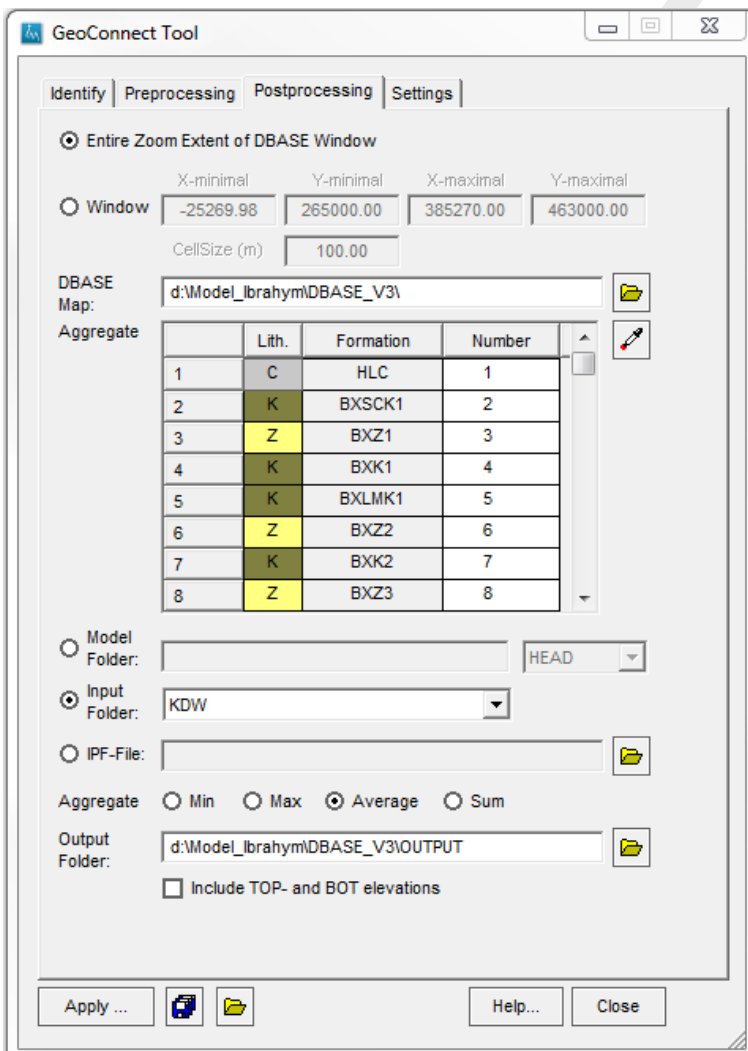 GeoConnect Tool
Identify Preprocessing Postprocessing Settings
Entire Zoom Extent of DBASE Window
X-minimal Y-minimal X-maximal Y-maximal
Window -25269.98 265000.00 385270.00 463000.00
CellSize (m) 100.00
DBASE Map: d:\Model_Ibrahym\DBASE_V3\
Aggregate
Lith. Formation Number
1 C HLC 1
2 K BXSCK1 2
3 Z BXZ1 3
4 K BXK1 4
5 K BXLMK1 5
6 Z BXZ2 6
7 K BXK2 7
8 Z BXZ3 8
Model Folder: HEAD
Input Folder: KDW
IPF-File:
Aggregate Min Max Average Sum
Output Folder: d:\Model_Ibrahym\DBASE_V3\OUTPUT
Include TOP- and BOT elevations
Apply ... Help... Close